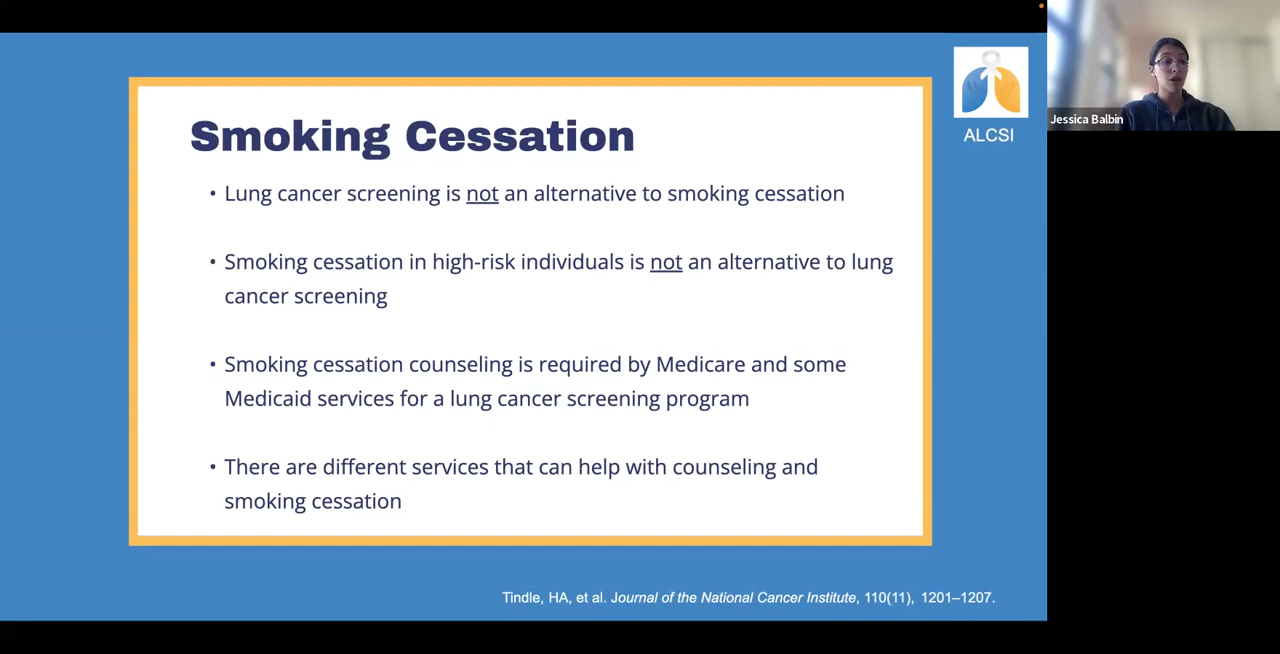 Smoking Cessation
• Lung cancer screening is not an alternative to smoking cessation
• Smoking cessation in high-risk individuals is not an alternative to lung
cancer screening
• Smoking cessation counseling is required by Medicare and some
Medicaid services for a lung cancer screening program
• There are different services that can help with counseling and
smoking cessation
Tindle, HA, et al. Journal of the National Cancer Institute, 110(11), 1201–1207.
ALCSI
Jessica Balbin